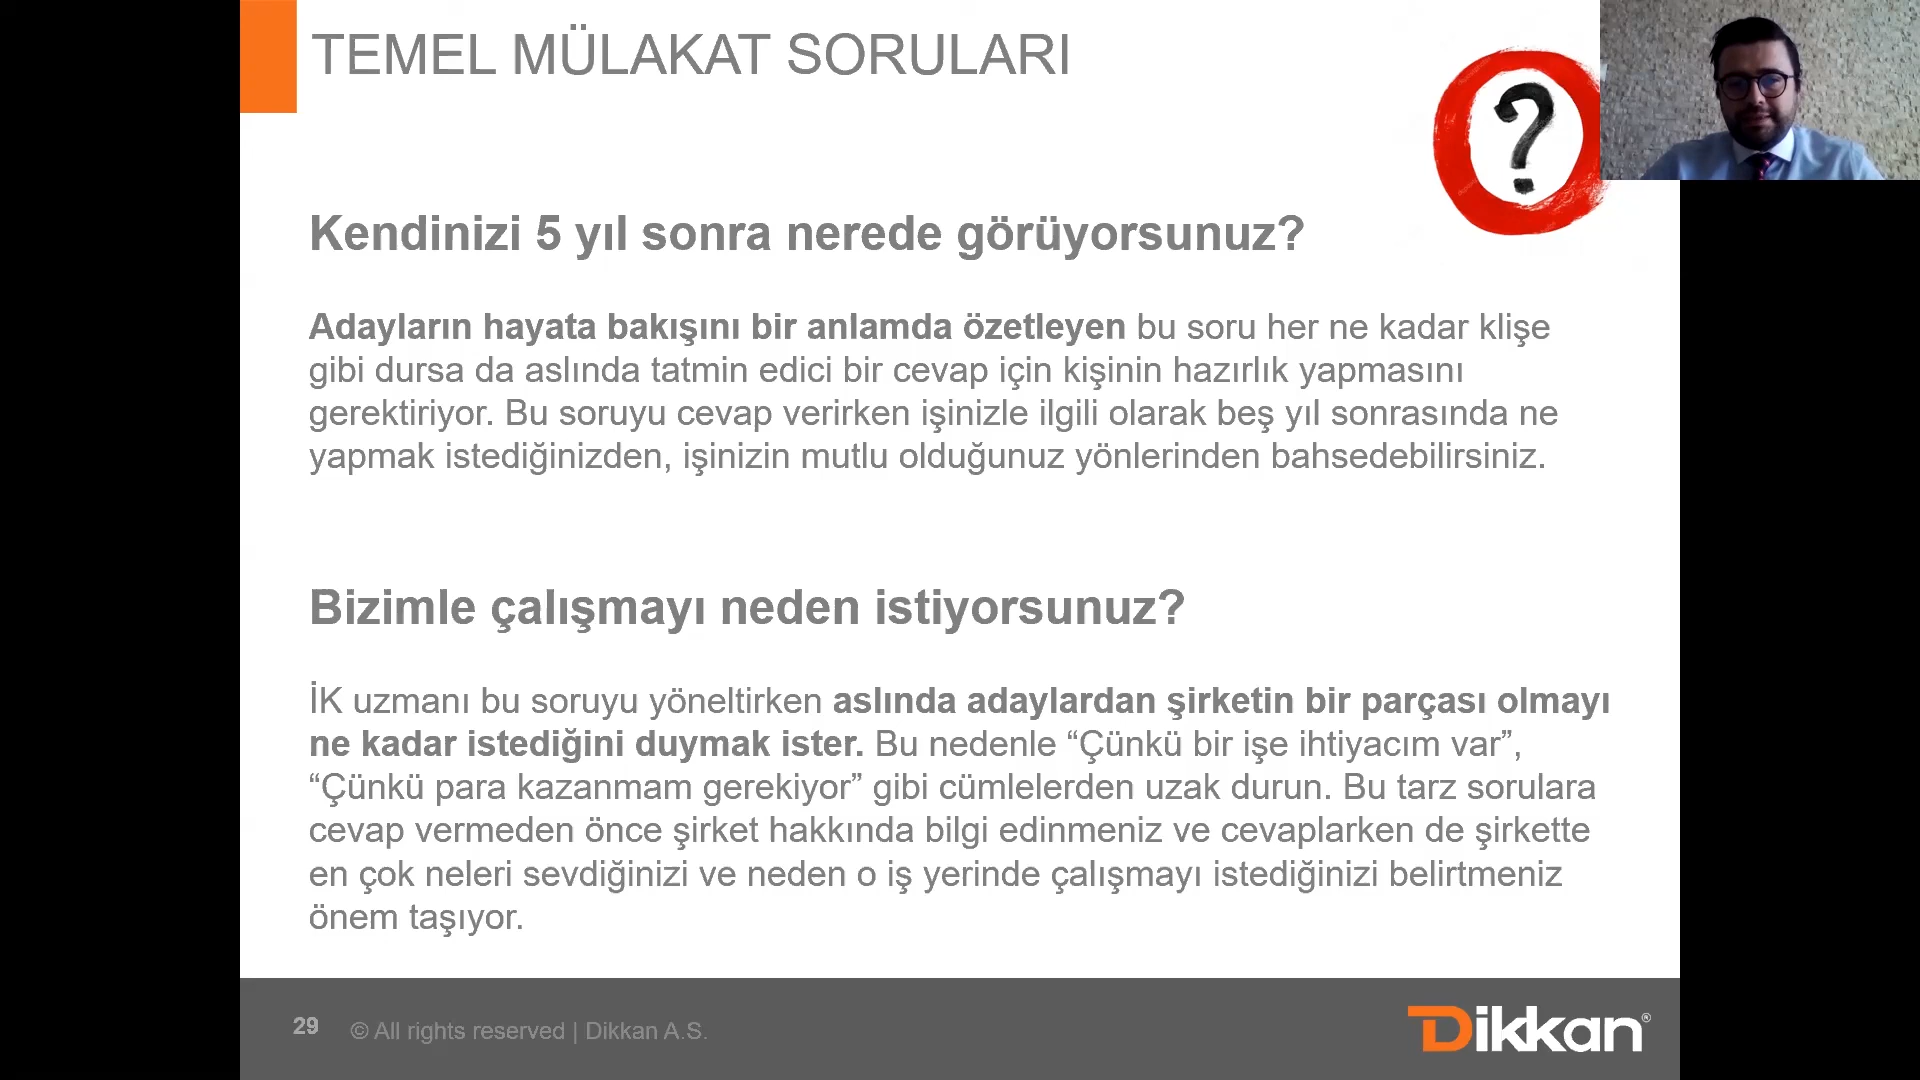 TEMEL MÜLAKAT SORULARI
?
Kendinizi 5 yıl sonra nerede görüyorsunuz?
Adayların hayata bakışını bir anlamda özetleyen bu soru her ne kadar klişe
gibi dursa da aslında tatmin edici bir cevap için kişinin hazırlık yapmasını
gerektiriyor. Bu soruyu cevap verirken işinizle ilgili olarak beş yıl sonrasında ne
yapmak istediğinizden, işinizin mutlu olduğunuz yönlerinden bahsedebilirsiniz.
Bizimle çalışmayı neden istiyorsunuz?
İK uzmanı bu soruyu yöneltirken aslında adaylardan şirketin bir parçası olmayı
ne kadar istediğini duymak ister. Bu nedenle “Çünkü bir işe ihtiyacım var”,
“Çünkü para kazanmam gerekiyor” gibi cümlelerden uzak durun. Bu tarz sorulara
cevap vermeden önce şirket hakkında bilgi edinmeniz ve cevaplarken de şirkette
en çok neleri sevdiğinizi ve neden o iş yerinde çalışmayı istediğinizi belirtmeniz
önem taşıyor.
29 © All rights reserved | Dikkan A.S.
Dikkan®